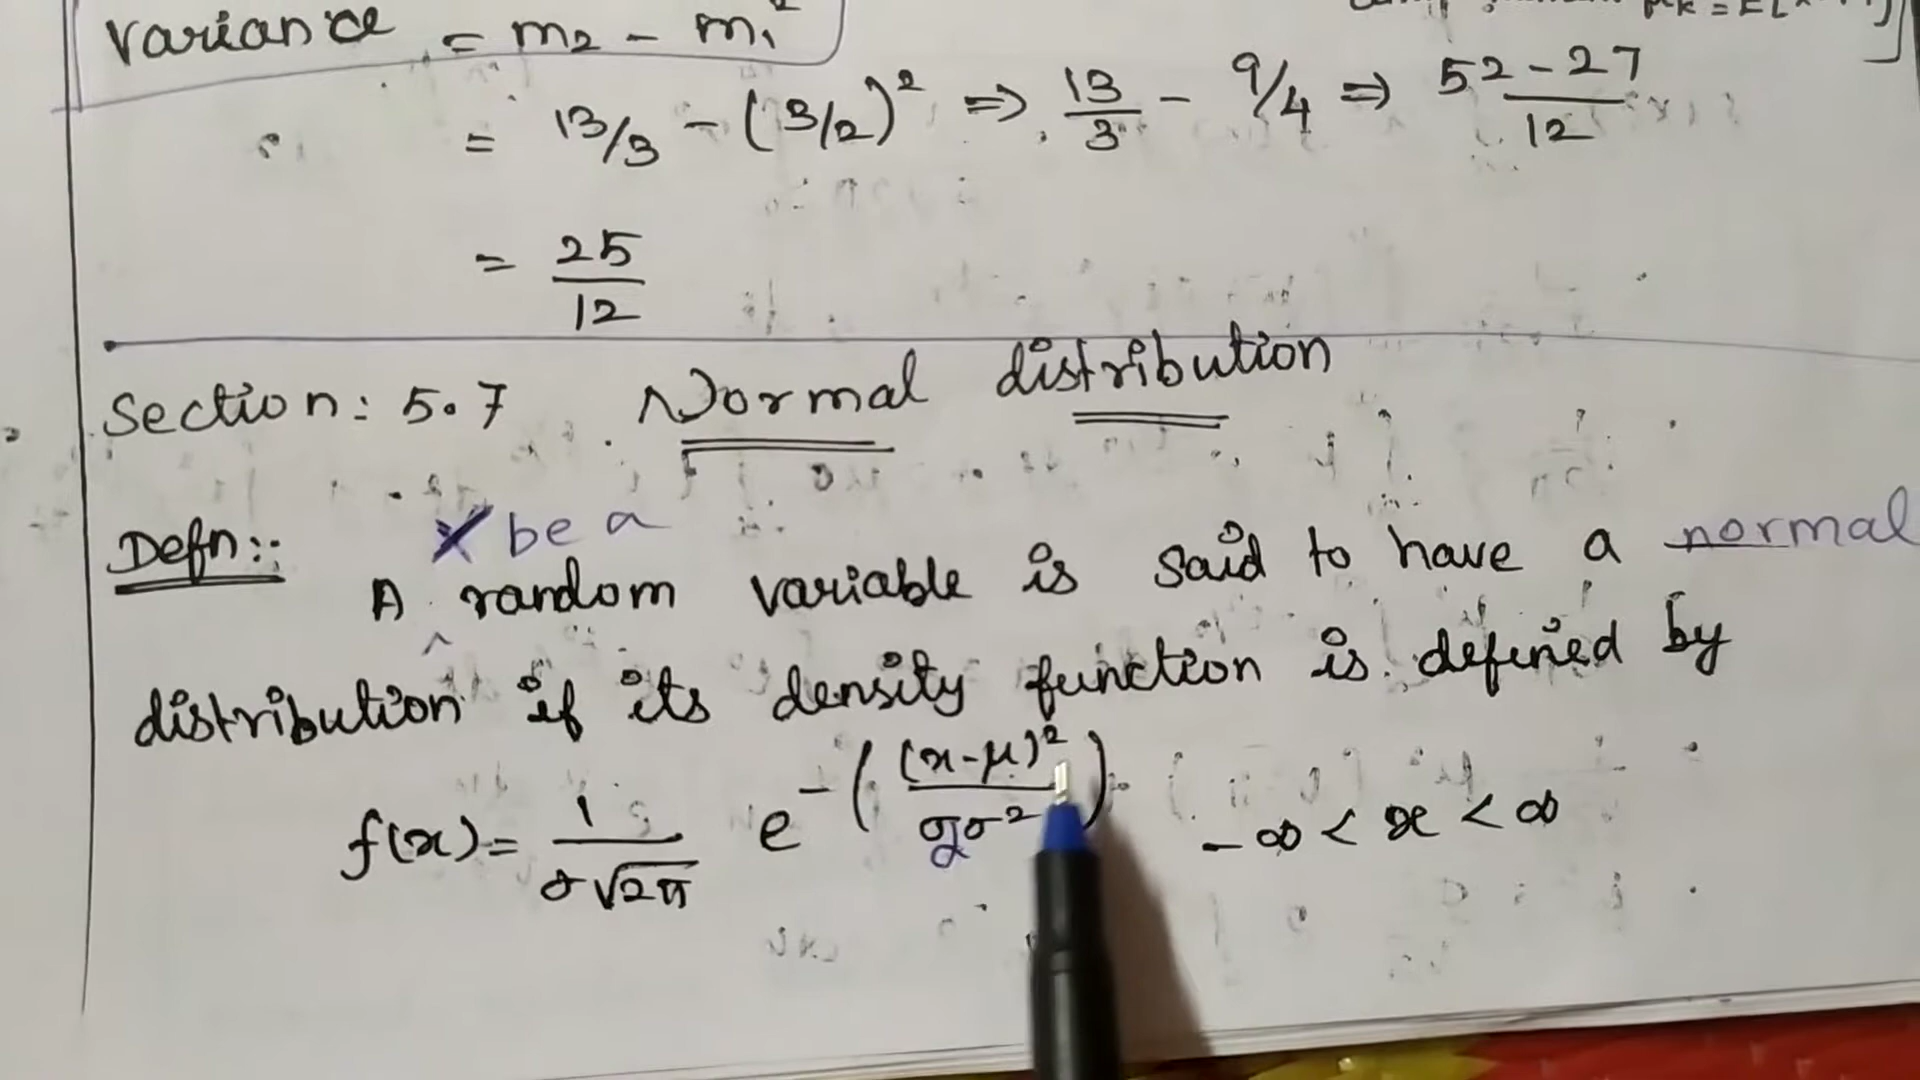 variance = m₂ - m₁²
= 13/3 - (3/2)² ⇒ 13/3 - 9/4 ⇒ 52 - 27 / 12
= 25/12
Section: 5.7 Normal distribution
Defn:: X be a
A random variable is said to have a normal
distribution if its density function is defined by
f(x) = 1/σ√2π e^-((x-μ)²/2σ²) -∞ < x < ∞